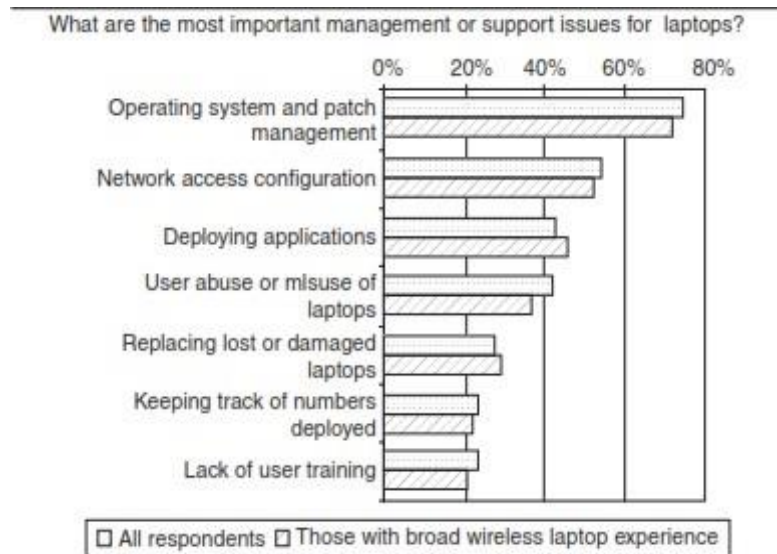 What are the most important management or support issues for laptops?
0% 20% 40% 60% 80%
Operating system and patch
management
Network access configuration
Deploying applications
User abuse or mlsuse of
laptops
Replacing lost or damaged
laptops
Keeping track of numbers
deployed
Lack of user training
All respondents Those with broad wireless laptop experience